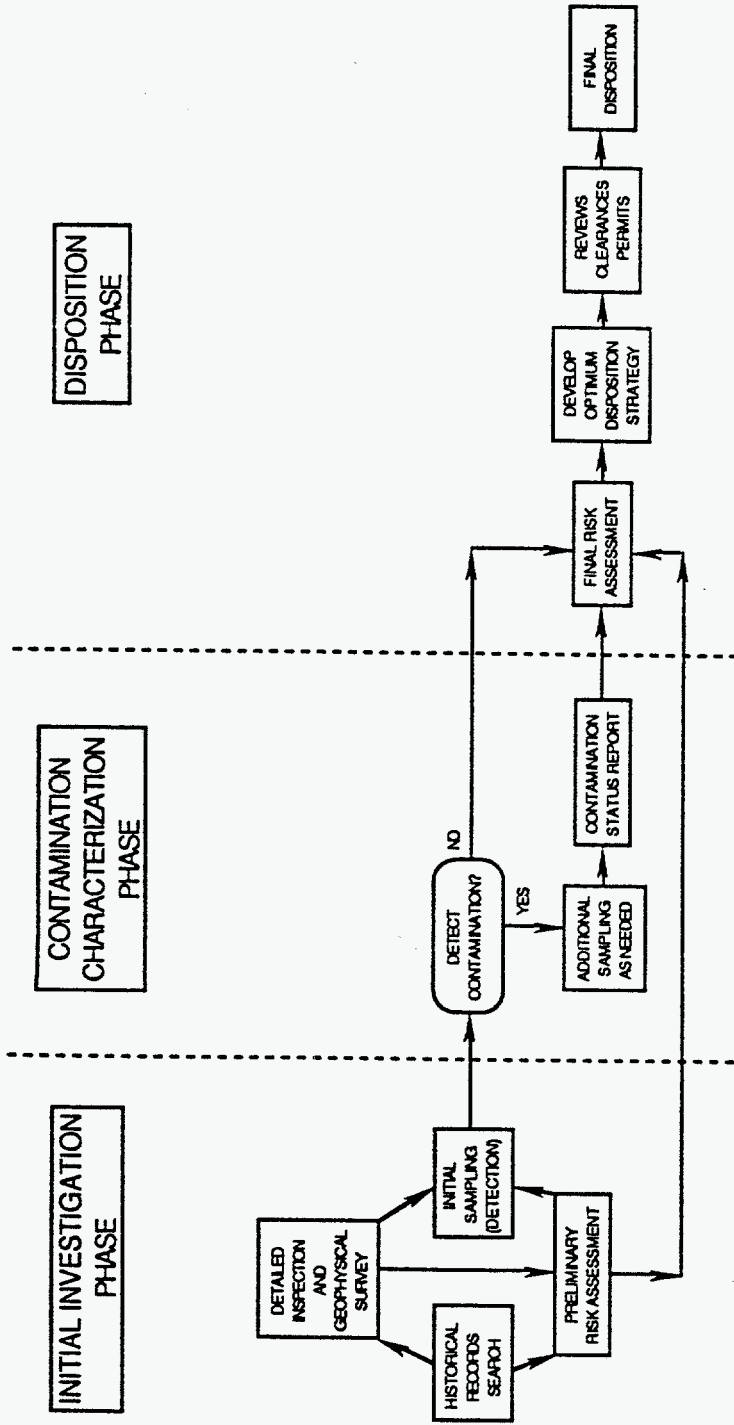 INITIAL INVESTIGATION
PHASE
CONTAMINATION
CHARACTERIZATION
PHASE
DISPOSITION
PHASE
DETAILED
INSPECTION
AND
GEOPHYSICAL
SURVEY
HISTORICAL
RECORDS
SEARCH
INITIAL
SAMPLING
(DETECTION)
PRELIMINARY
RISK ASSESSMENT
DETECT
CONTAMINATION?
NO
YES
ADDITIONAL
SAMPLING
AS NEEDED
CONTAMINATION
STATUS REPORT
FINAL RISK
ASSESSMENT
DEVELOP
OPTIMUM
DISPOSITION
STRATEGY
REVIEWS
CLEARANCES
PERMITS
FINAL
DISPOSITION